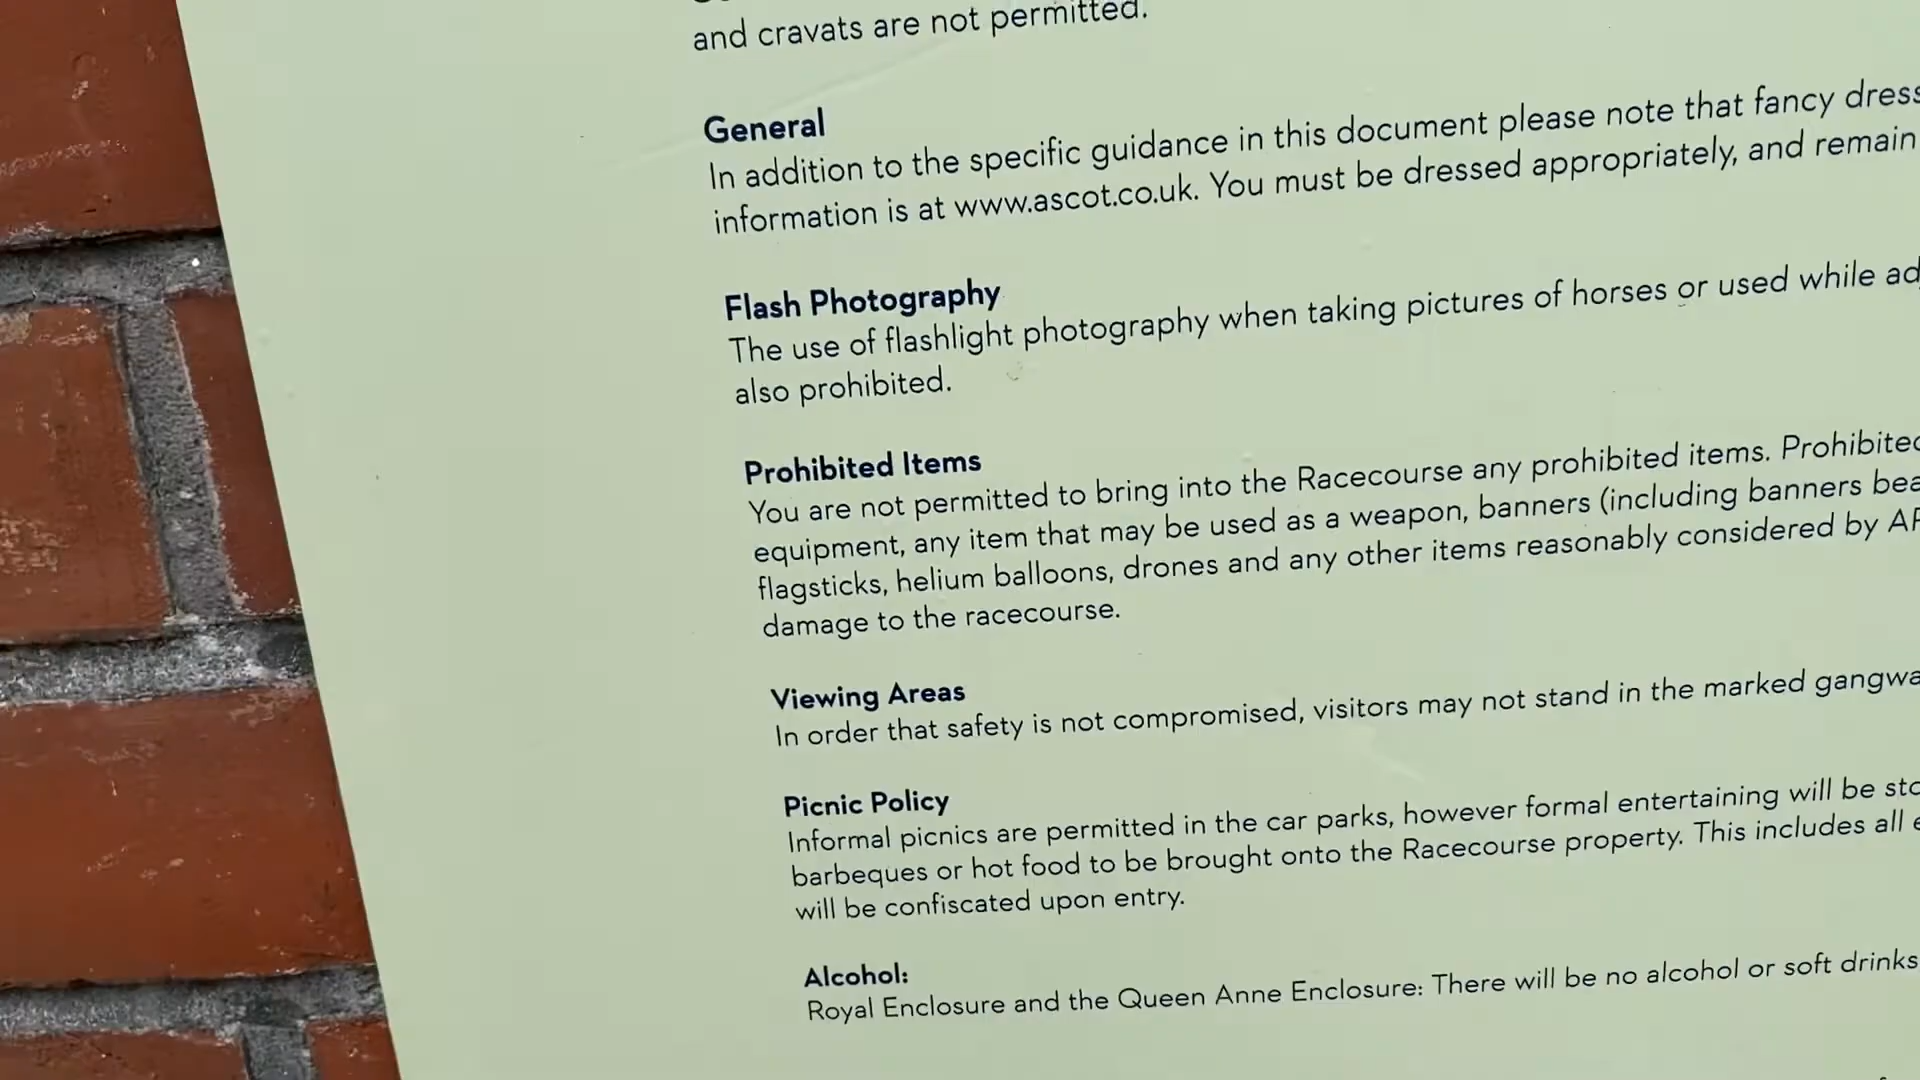 and cravats are not permitted.
General
In addition to the specific guidance in this document please note that fancy dress
information is at www.ascot.co.uk. You must be dressed appropriately, and remain
Flash Photography
The use of flashlight photography when taking pictures of horses or used while
also prohibited.
Prohibited Items
You are not permitted to bring into the Racecourse any prohibited items. Prohibited
equipment, any item that may be used as a weapon, banners (including banners
flagsticks, helium balloons, drones and any other items reasonably considered by
damage to the racecourse.
Viewing Areas
In order that safety is not compromised, visitors may not stand in the marked
Picnic Policy
Informal picnics are permitted in the car parks, however formal entertaining will be
barbeques or hot food to be brought onto the Racecourse property. This includes all
will be confiscated upon entry.
Alcohol:
Royal Enclosure and the Queen Anne Enclosure: There will be no alcohol or soft drinks